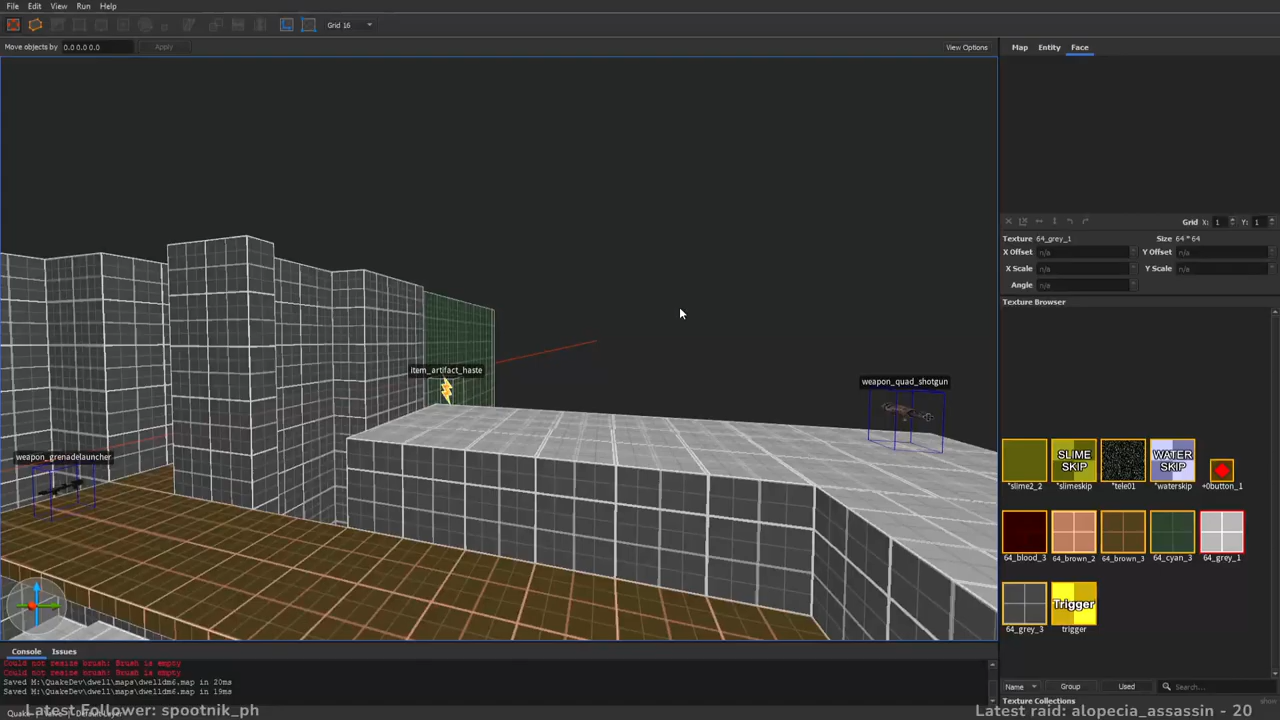 File Edit View Run Help
Grid 16
Move objects by 0.0 0.0 0.0 Apply View Options
Map Entity Face
item_artifact_haste
weapon_quad_shotgun
weapon_grenadelauncher
Grid X: 1 Y: 1
Texture 64_grey_1 Size 64 * 64
X Offset n/a Y Offset n/a
X Scale n/a Y Scale n/a
Angle n/a
Texture Browser
SLIME SKIP
WATER SKIP
*slime2_2 *slimeskip *tele01 *waterskip +0button_1
64_blood_3 64_brown_2 64_brown_3 64_cyan_3 64_grey_1
Trigger
64_grey_3 trigger
Name Group Used Search...
Texture Collections show
Console Issues
Could not resize brush: Brush is empty
Could not resize brush: Brush is empty
Saved M:\QuakeDev\dwell\maps\dwelldm6.map in 20ms
Saved M:\QuakeDev\dwell\maps\dwelldm6.map in 19ms
Latest Follower: spootnik_ph
Latest raid: alopecia_assassin - 20